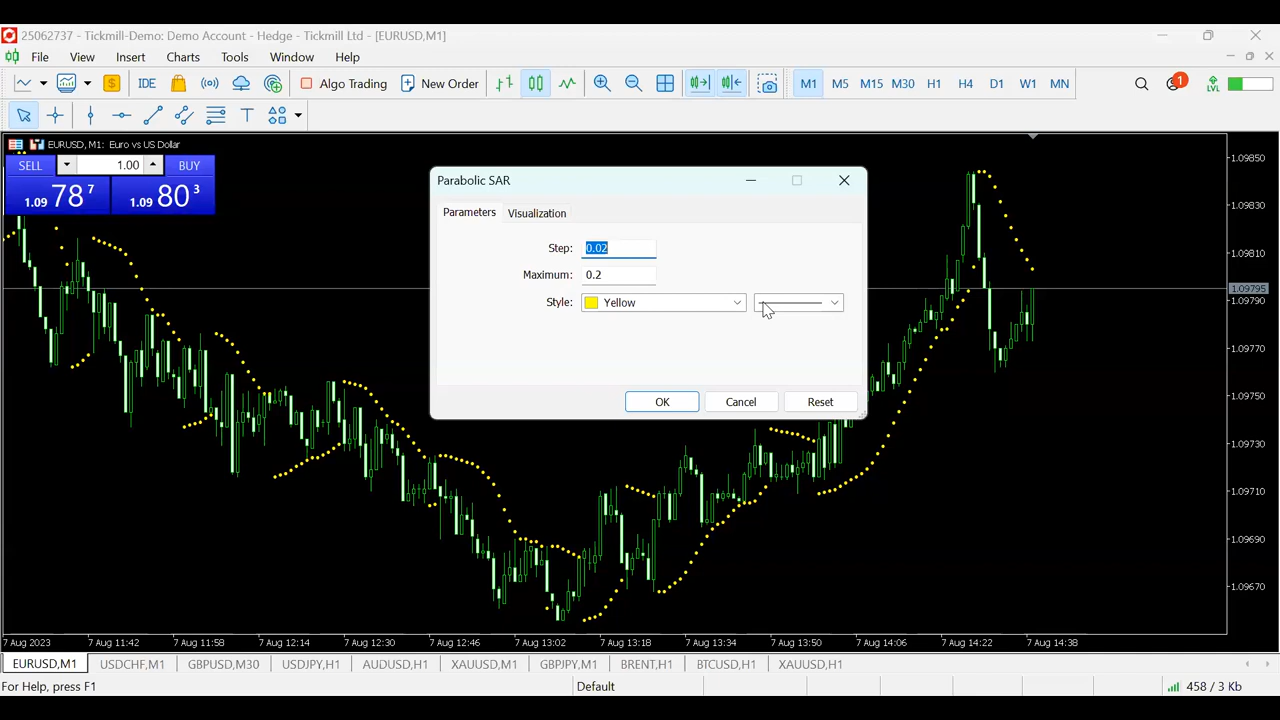 25062737 - Tickmill-Demo: Demo Account - Hedge - Tickmill Ltd - [EURUSD,M1]
File View Insert Charts Tools Window Help
IDE Algo Trading New Order M1 M5 M15 M30 H1 H4 D1 W1 MN 1 LVL
T
EURUSD, M1: Euro vs US Dollar
SELL 1.00 BUY
1.09 78 7 1.09 80 3
Parabolic SAR
Parameters Visualization
Step: 0.02
Maximum: 0.2
Style: Yellow
OK Cancel Reset
1.09850
1.09830
1.09810
1.09795
1.09790
1.09770
1.09750
1.09730
1.09710
1.09690
1.09670
7 Aug 2023 7 Aug 11:42 7 Aug 11:58 7 Aug 12:14 7 Aug 12:30 7 Aug 12:46 7 Aug 13:02 7 Aug 13:18 7 Aug 13:34 7 Aug 13:50 7 Aug 14:06 7 Aug 14:22 7 Aug 14:38
EURUSD,M1 USDCHF,M1 GBPUSD,M30 USDJPY,H1 AUDUSD,H1 XAUUSD,M1 GBPJPY,M1 BRENT,H1 BTCUSD,H1 XAUUSD,H1
For Help, press F1 Default 458 / 3 Kb